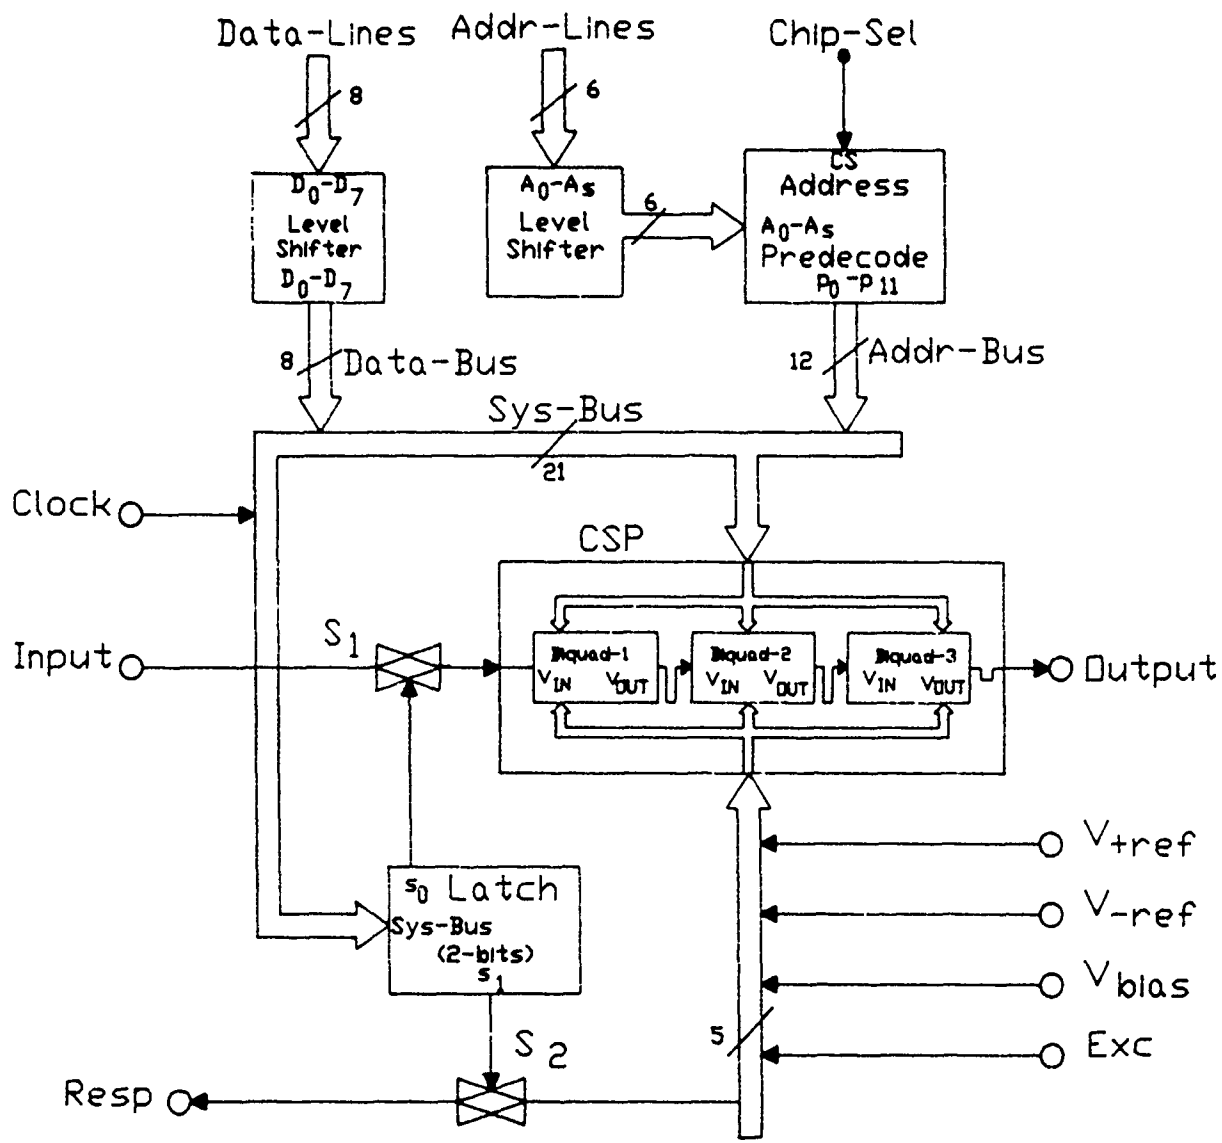 Data-Lines Addr-Lines Chip-Sel
8
6
D0-D7
Level
Shifter
D0-D7
A0-As
Level
Shifter
6
CS
Address
A0-As
Predecode
P0-P11
8
Data-Bus
12
Addr-Bus
Sys-Bus
21
Clock
CSP
Input
S1
Biquad-1
VIN VOUT
Biquad-2
VIN VOUT
Biquad-3
VIN VOUT
Output
s0 Latch
Sys-Bus
(2-bits)
s1
V+ref
V-ref
Vbias
5
Exc
S2
Resp